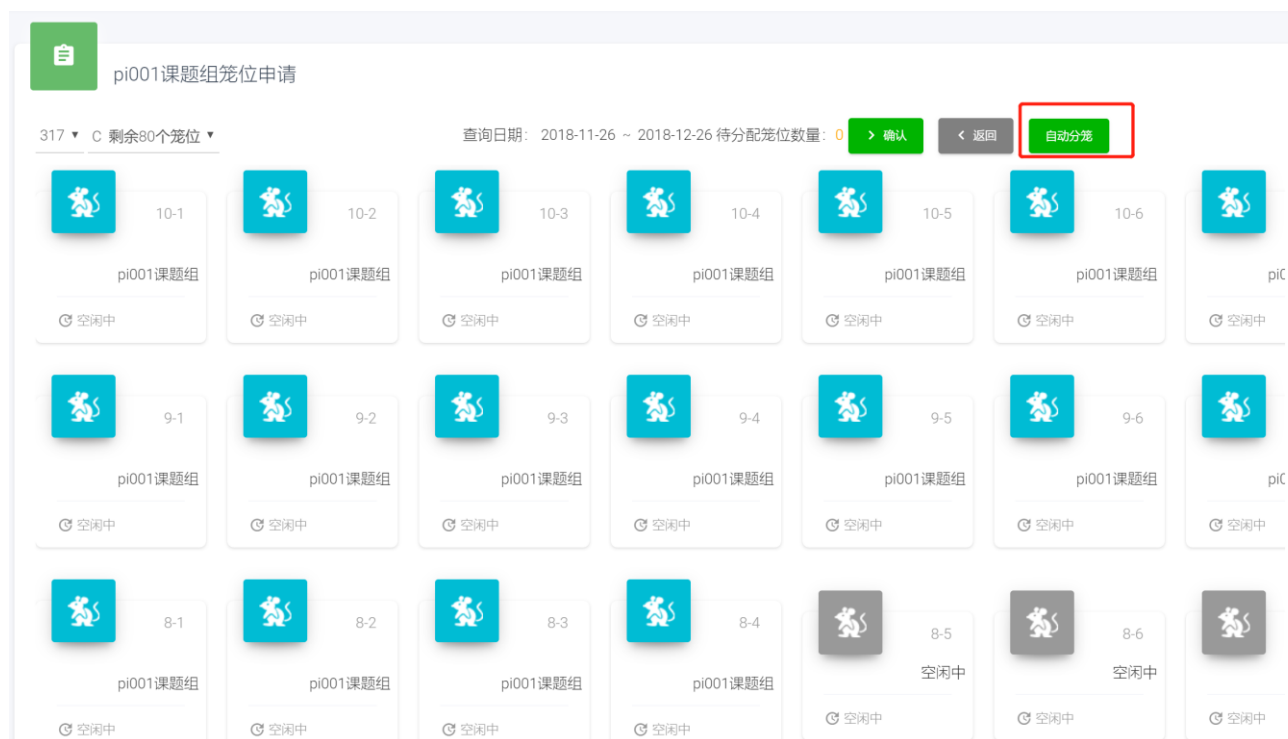 pi001课题组笼位申请
317 ▼ C 剩余80个笼位 ▼ 查询日期: 2018-11-26 ~ 2018-12-26 待分配笼位数量: 0 > 确认 < 返回 自动分笼
10-1 10-2 10-3 10-4 10-5 10-6
pi001课题组 pi001课题组 pi001课题组 pi001课题组 pi001课题组 pi001课题组
空闲中 空闲中 空闲中 空闲中 空闲中 空闲中 空闲中
9-1 9-2 9-3 9-4 9-5 9-6
pi001课题组 pi001课题组 pi001课题组 pi001课题组 pi001课题组 pi001课题组
空闲中 空闲中 空闲中 空闲中 空闲中 空闲中 空闲中
8-1 8-2 8-3 8-4 8-5 8-6
pi001课题组 pi001课题组 pi001课题组 pi001课题组 空闲中 空闲中
空闲中 空闲中 空闲中 空闲中 空闲中 空闲中 空闲中